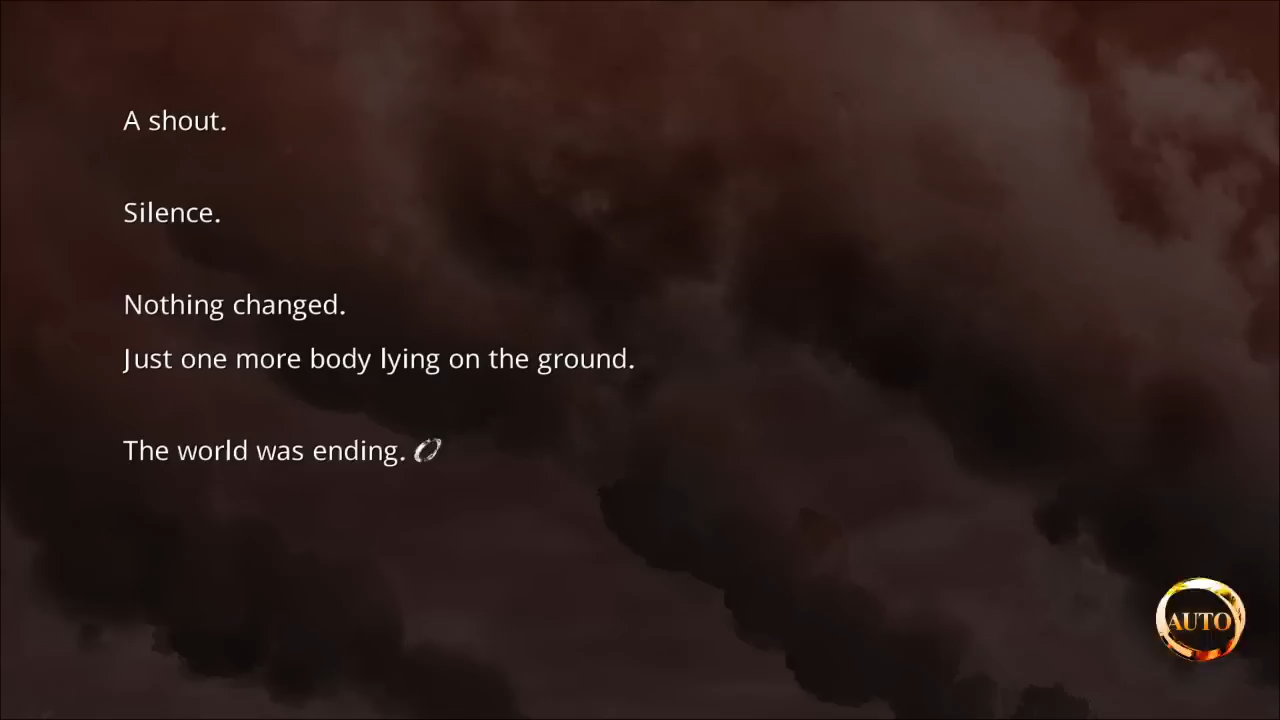 A shout.
Silence.
Nothing changed.
Just one more body lying on the ground.
The world was ending.
AUTO